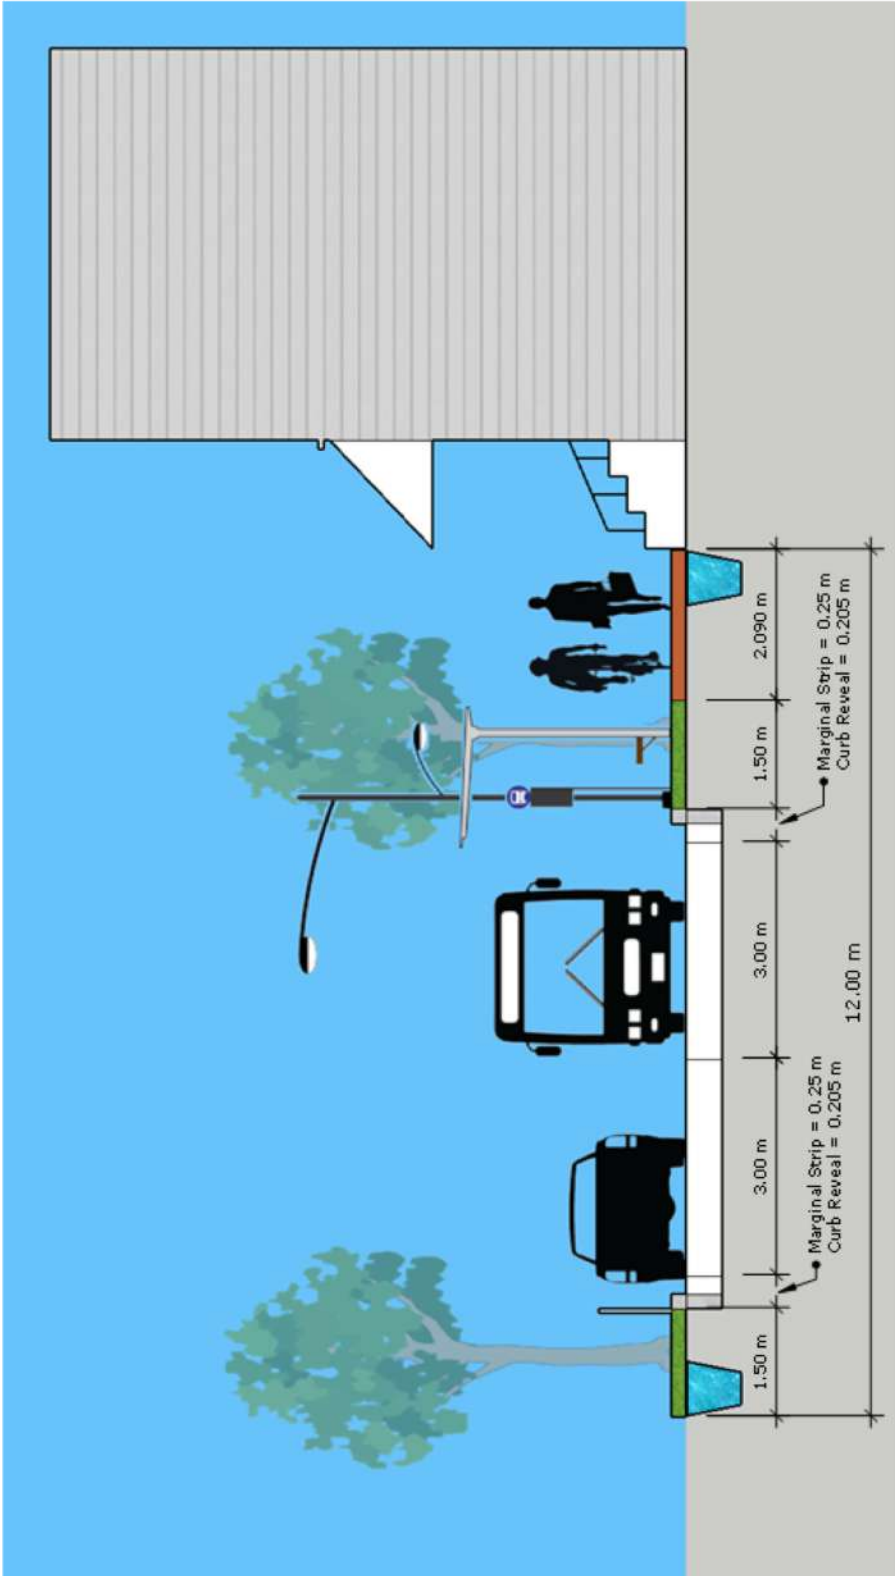 1.50 m
3.00 m
3.00 m
1.50 m
2.090 m
Marginal Strip = 0.25 m
Curb Reveal = 0.205 m
Marginal Strip = 0.25 m
Curb Reveal = 0.205 m
12.00 m